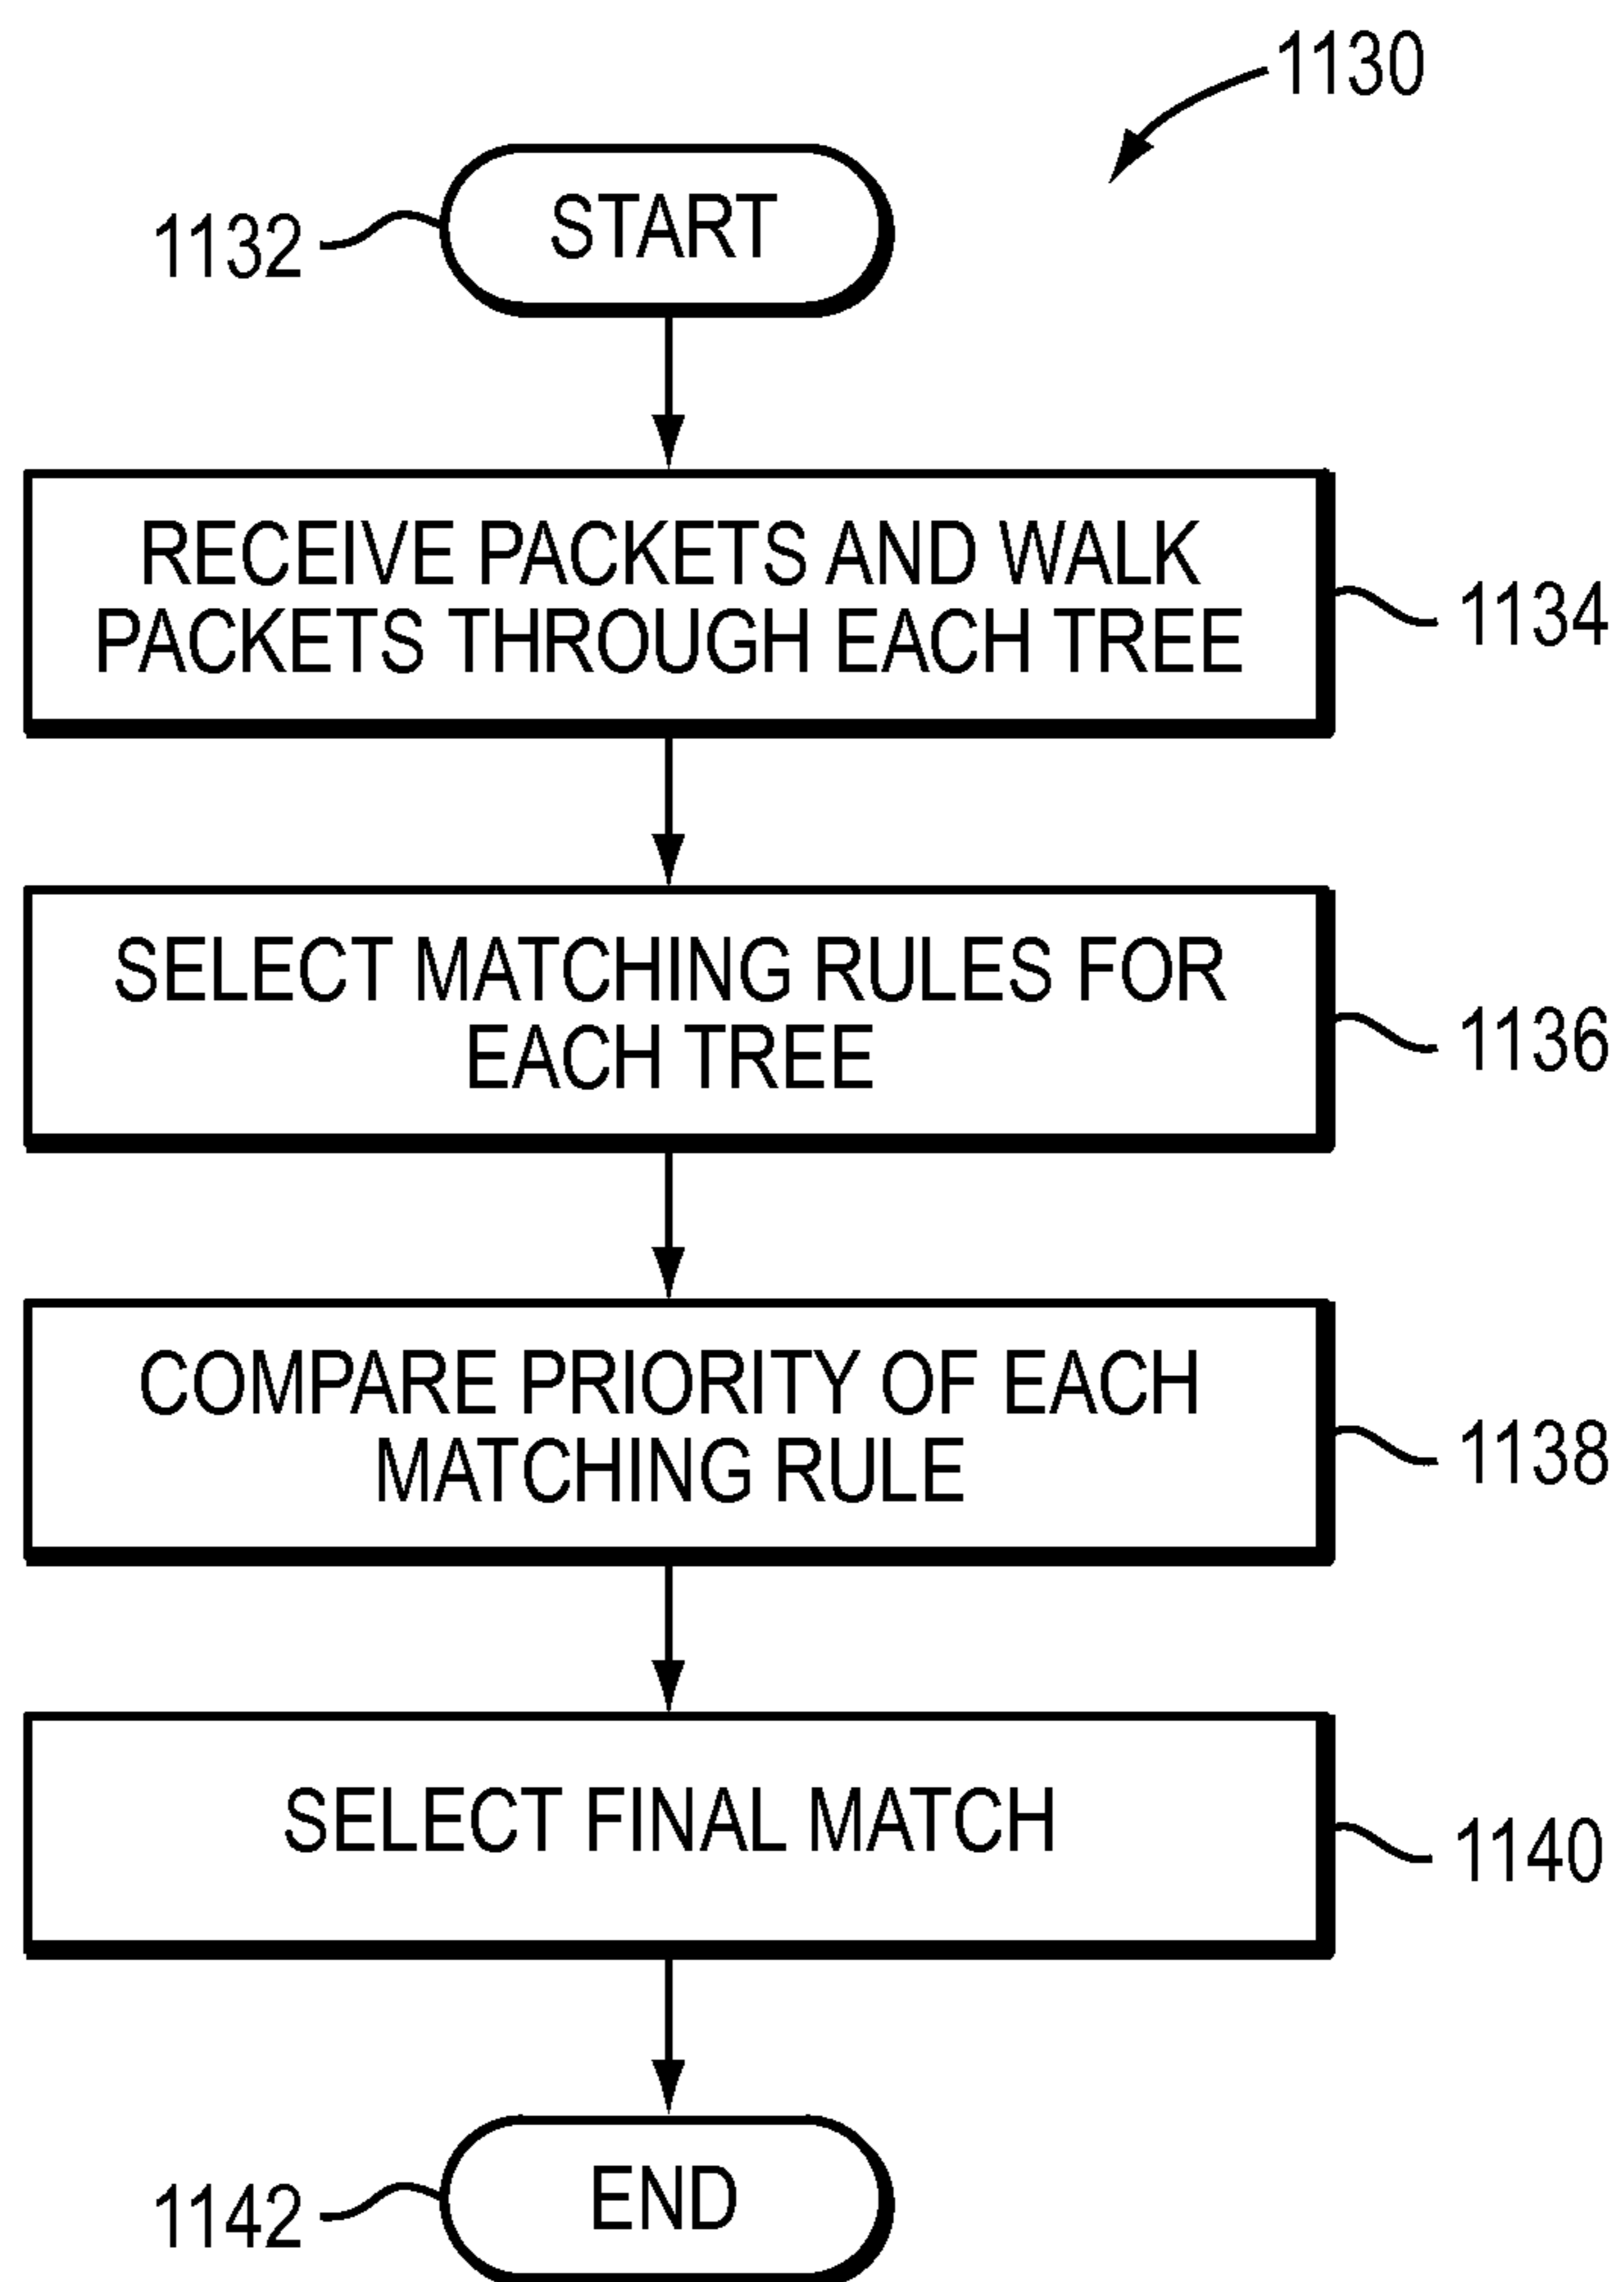 1130
1132
START
RECEIVE PACKETS AND WALK
PACKETS THROUGH EACH TREE
1134
SELECT MATCHING RULES FOR
EACH TREE
1136
COMPARE PRIORITY OF EACH
MATCHING RULE
1138
SELECT FINAL MATCH
1140
1142
END